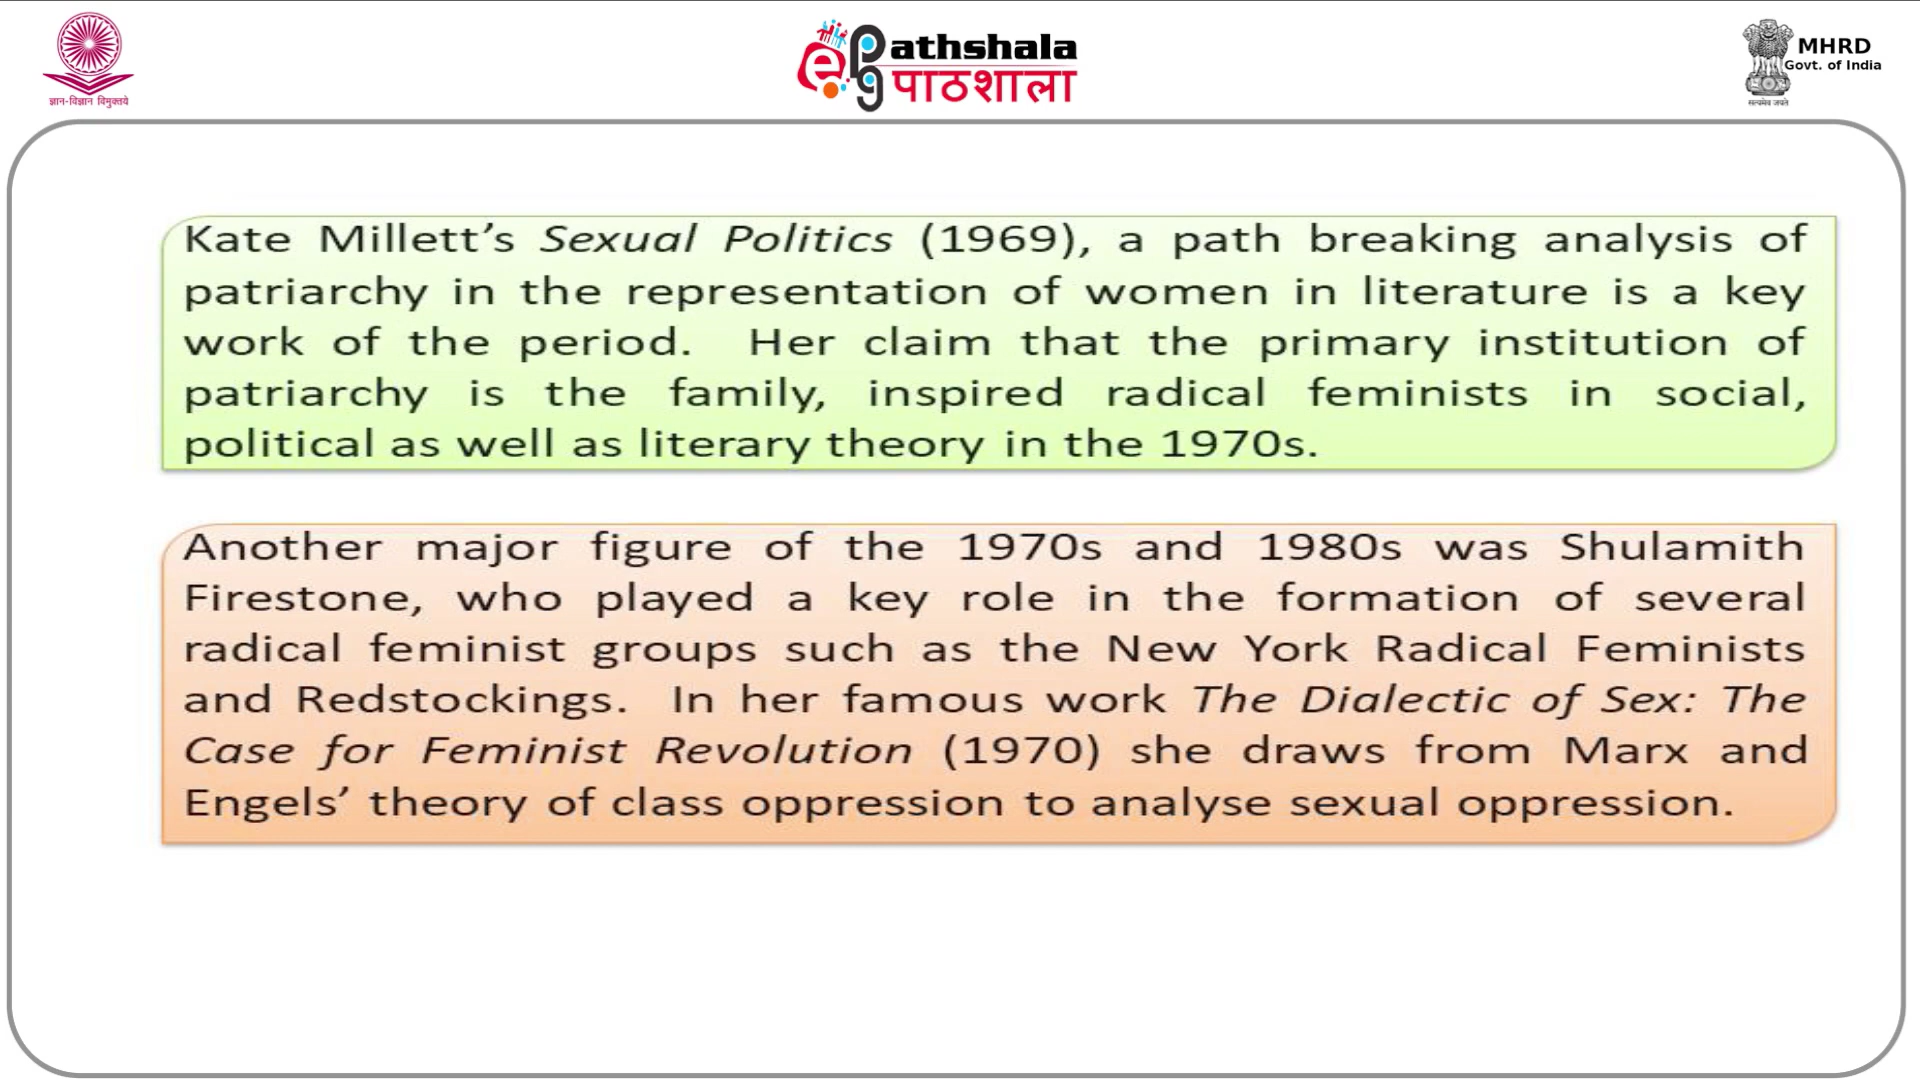 ज्ञान-विज्ञान विमुक्तये
ePGathshala
पाठशाला
MHRD
Govt. of India
सत्यमेव जयते
Kate Millett’s Sexual Politics (1969), a path breaking analysis of
patriarchy in the representation of women in literature is a key
work of the period. Her claim that the primary institution of
patriarchy is the family, inspired radical feminists in social,
political as well as literary theory in the 1970s.
Another major figure of the 1970s and 1980s was Shulamith
Firestone, who played a key role in the formation of several
radical feminist groups such as the New York Radical Feminists
and Redstockings. In her famous work The Dialectic of Sex: The
Case for Feminist Revolution (1970) she draws from Marx and
Engels’ theory of class oppression to analyse sexual oppression.